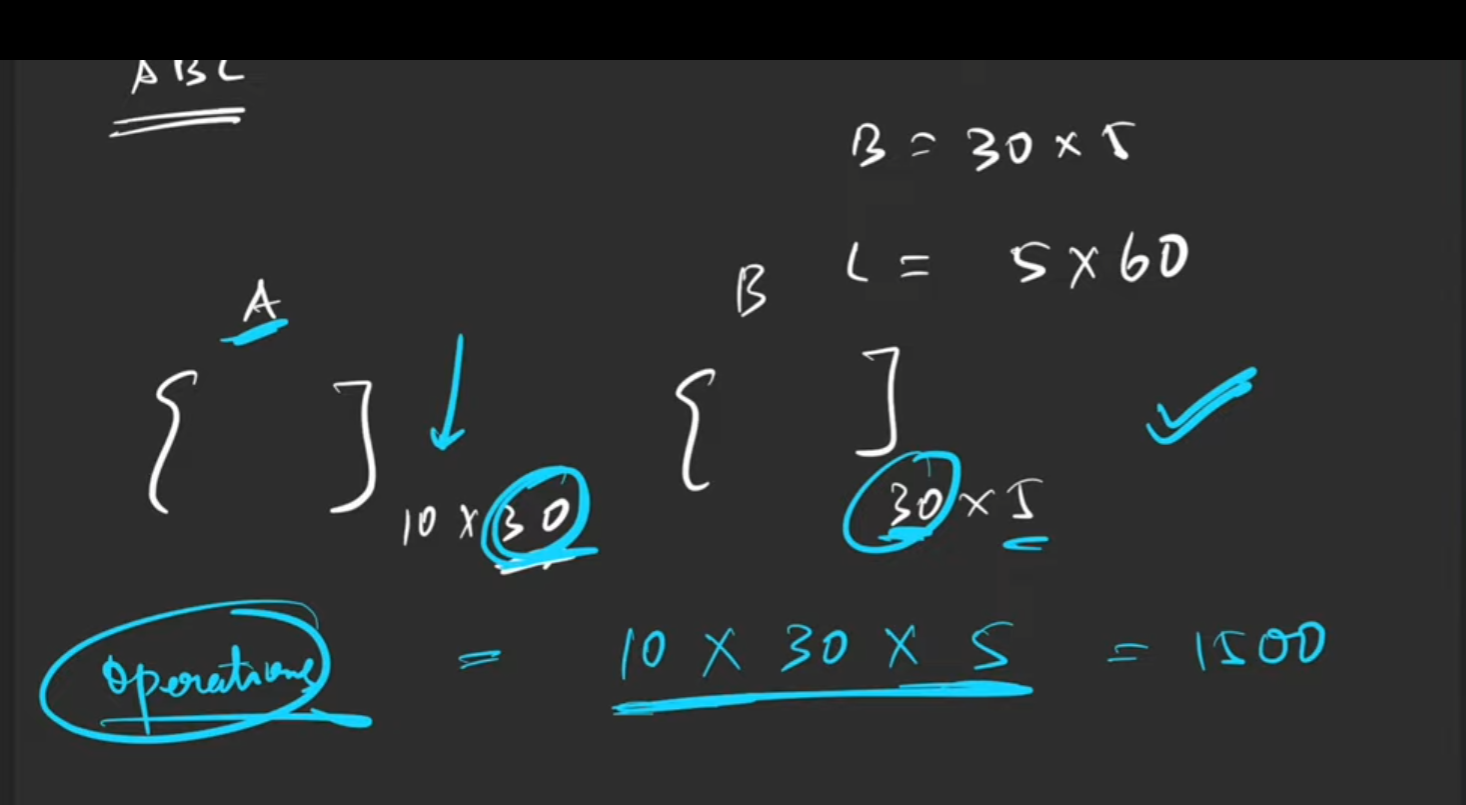 ABC
B = 30 x 5
C = 5 x 60
A B
[ ] 10 x 30 [ ] 30 x 5
Operations = 10 x 30 x 5 = 1500